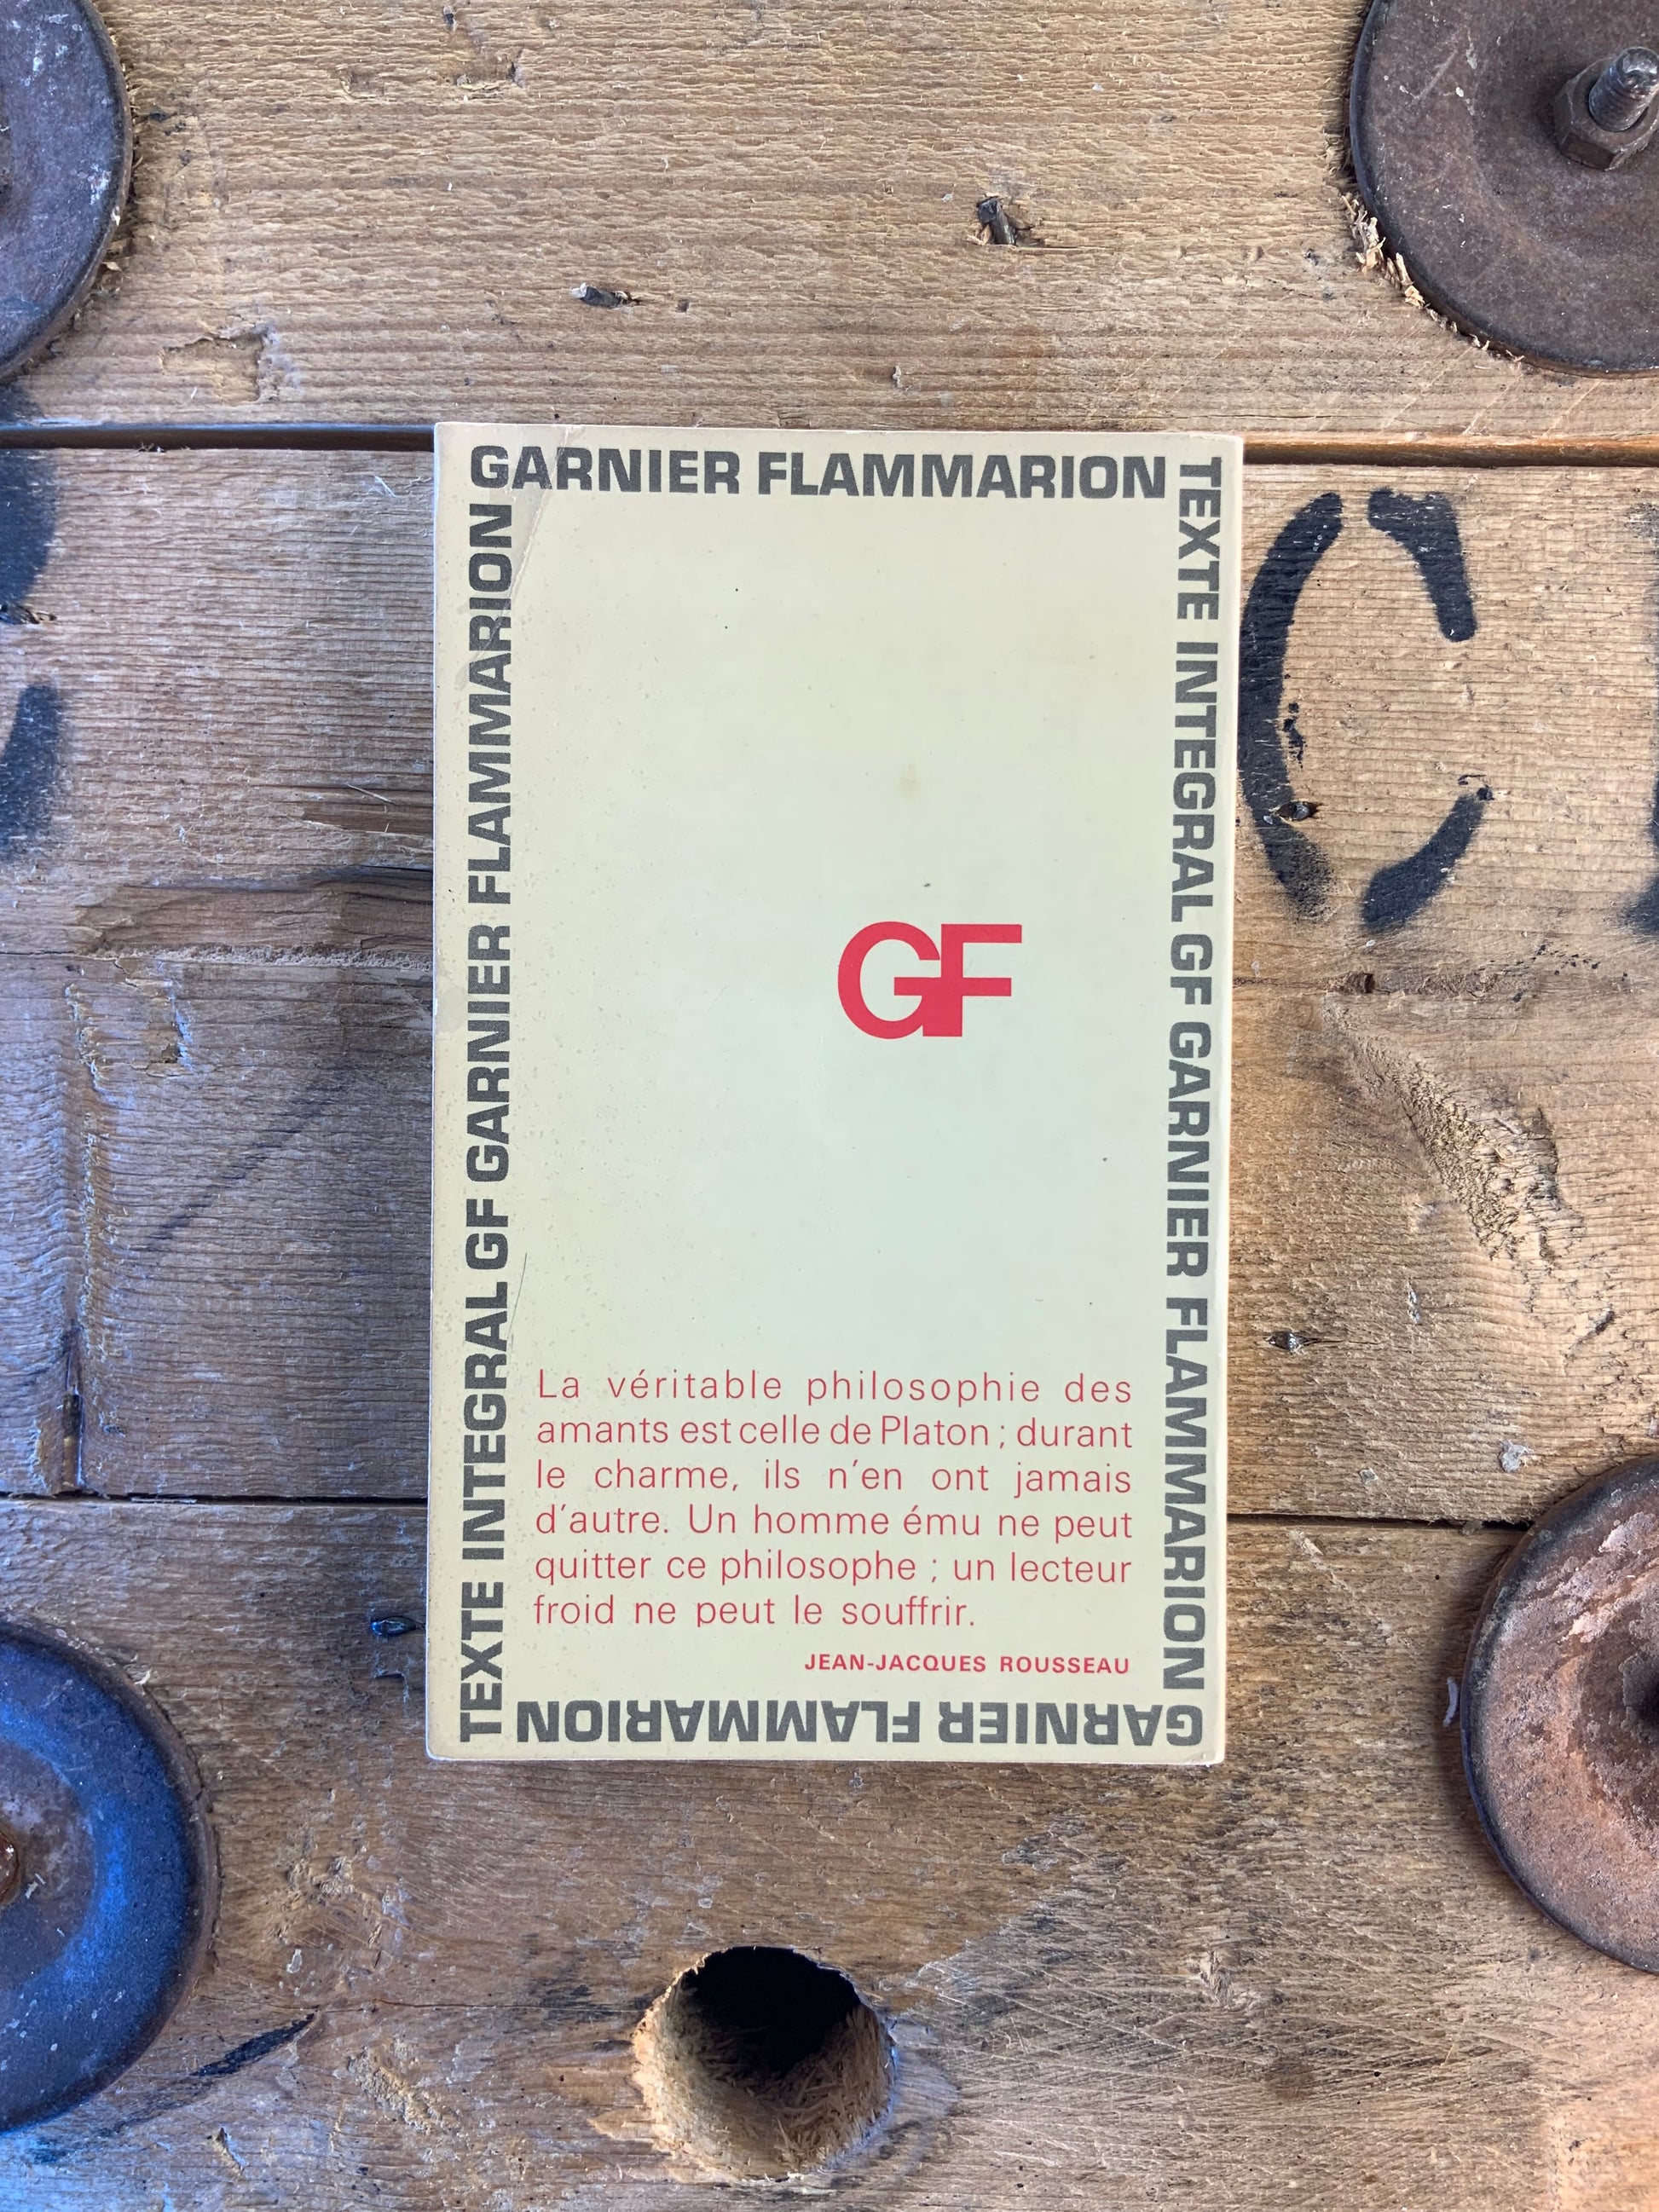 GARNIER FLAMMARION
TEXTE INTEGRAL GF GARNIER FLAMMARION
GARNIER FLAMMARION
TEXTE INTEGRAL GF GARNIER FLAMMARION
GF
La véritable philosophie des
amants est celle de Platon ; durant
le charme, ils n'en ont jamais
d'autre. Un homme ému ne peut
quitter ce philosophe ; un lecteur
froid ne peut le souffrir.
JEAN-JACQUES ROUSSEAU
C